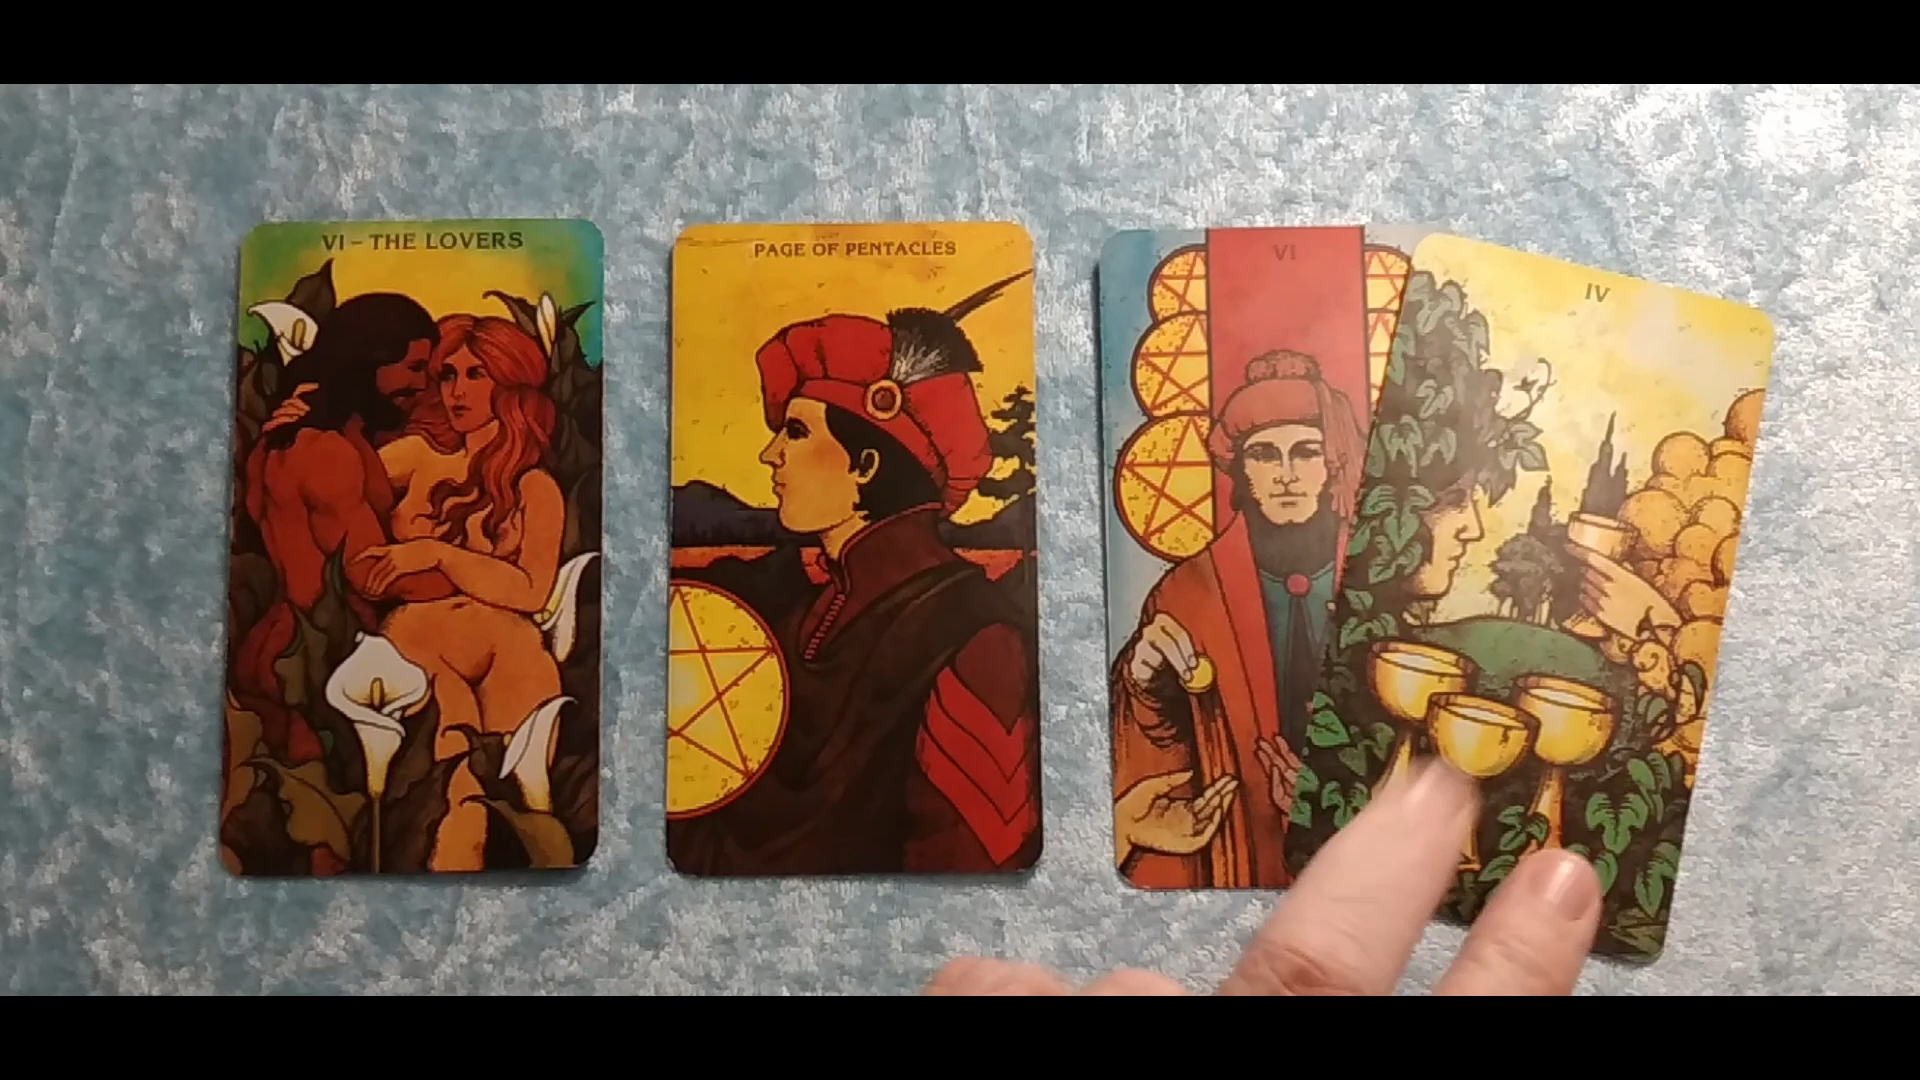 VI – THE LOVERS
PAGE OF PENTACLES
VI
IV